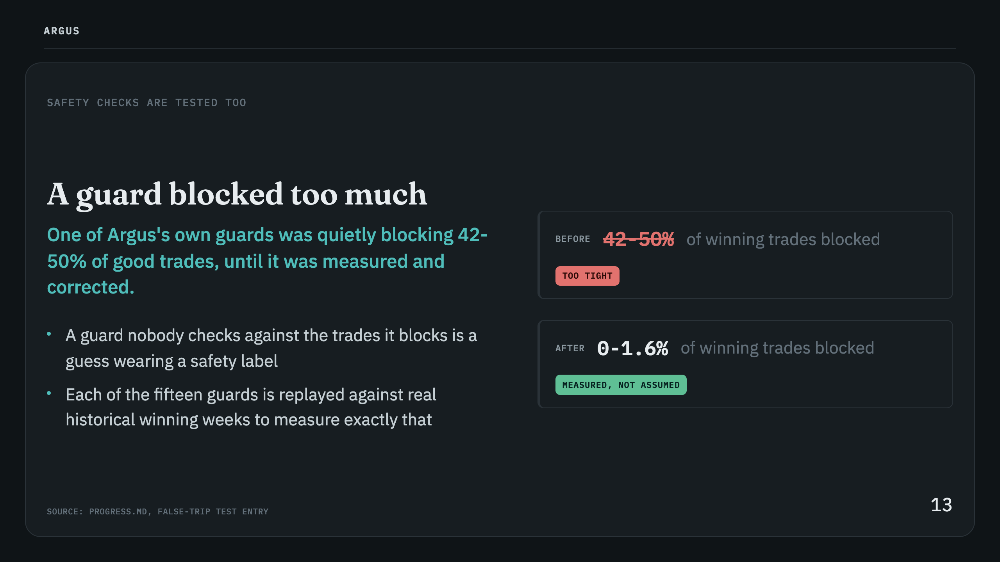 ARGUS
SAFETY CHECKS ARE TESTED TOO
A guard blocked too much
One of Argus's own guards was quietly blocking 42-
50% of good trades, until it was measured and
corrected.
• A guard nobody checks against the trades it blocks is a
guess wearing a safety label
• Each of the fifteen guards is replayed against real
historical winning weeks to measure exactly that
BEFORE 42-50% of winning trades blocked
TOO TIGHT
AFTER 0-1.6% of winning trades blocked
MEASURED, NOT ASSUMED
SOURCE: PROGRESS.MD, FALSE-TRIP TEST ENTRY
13